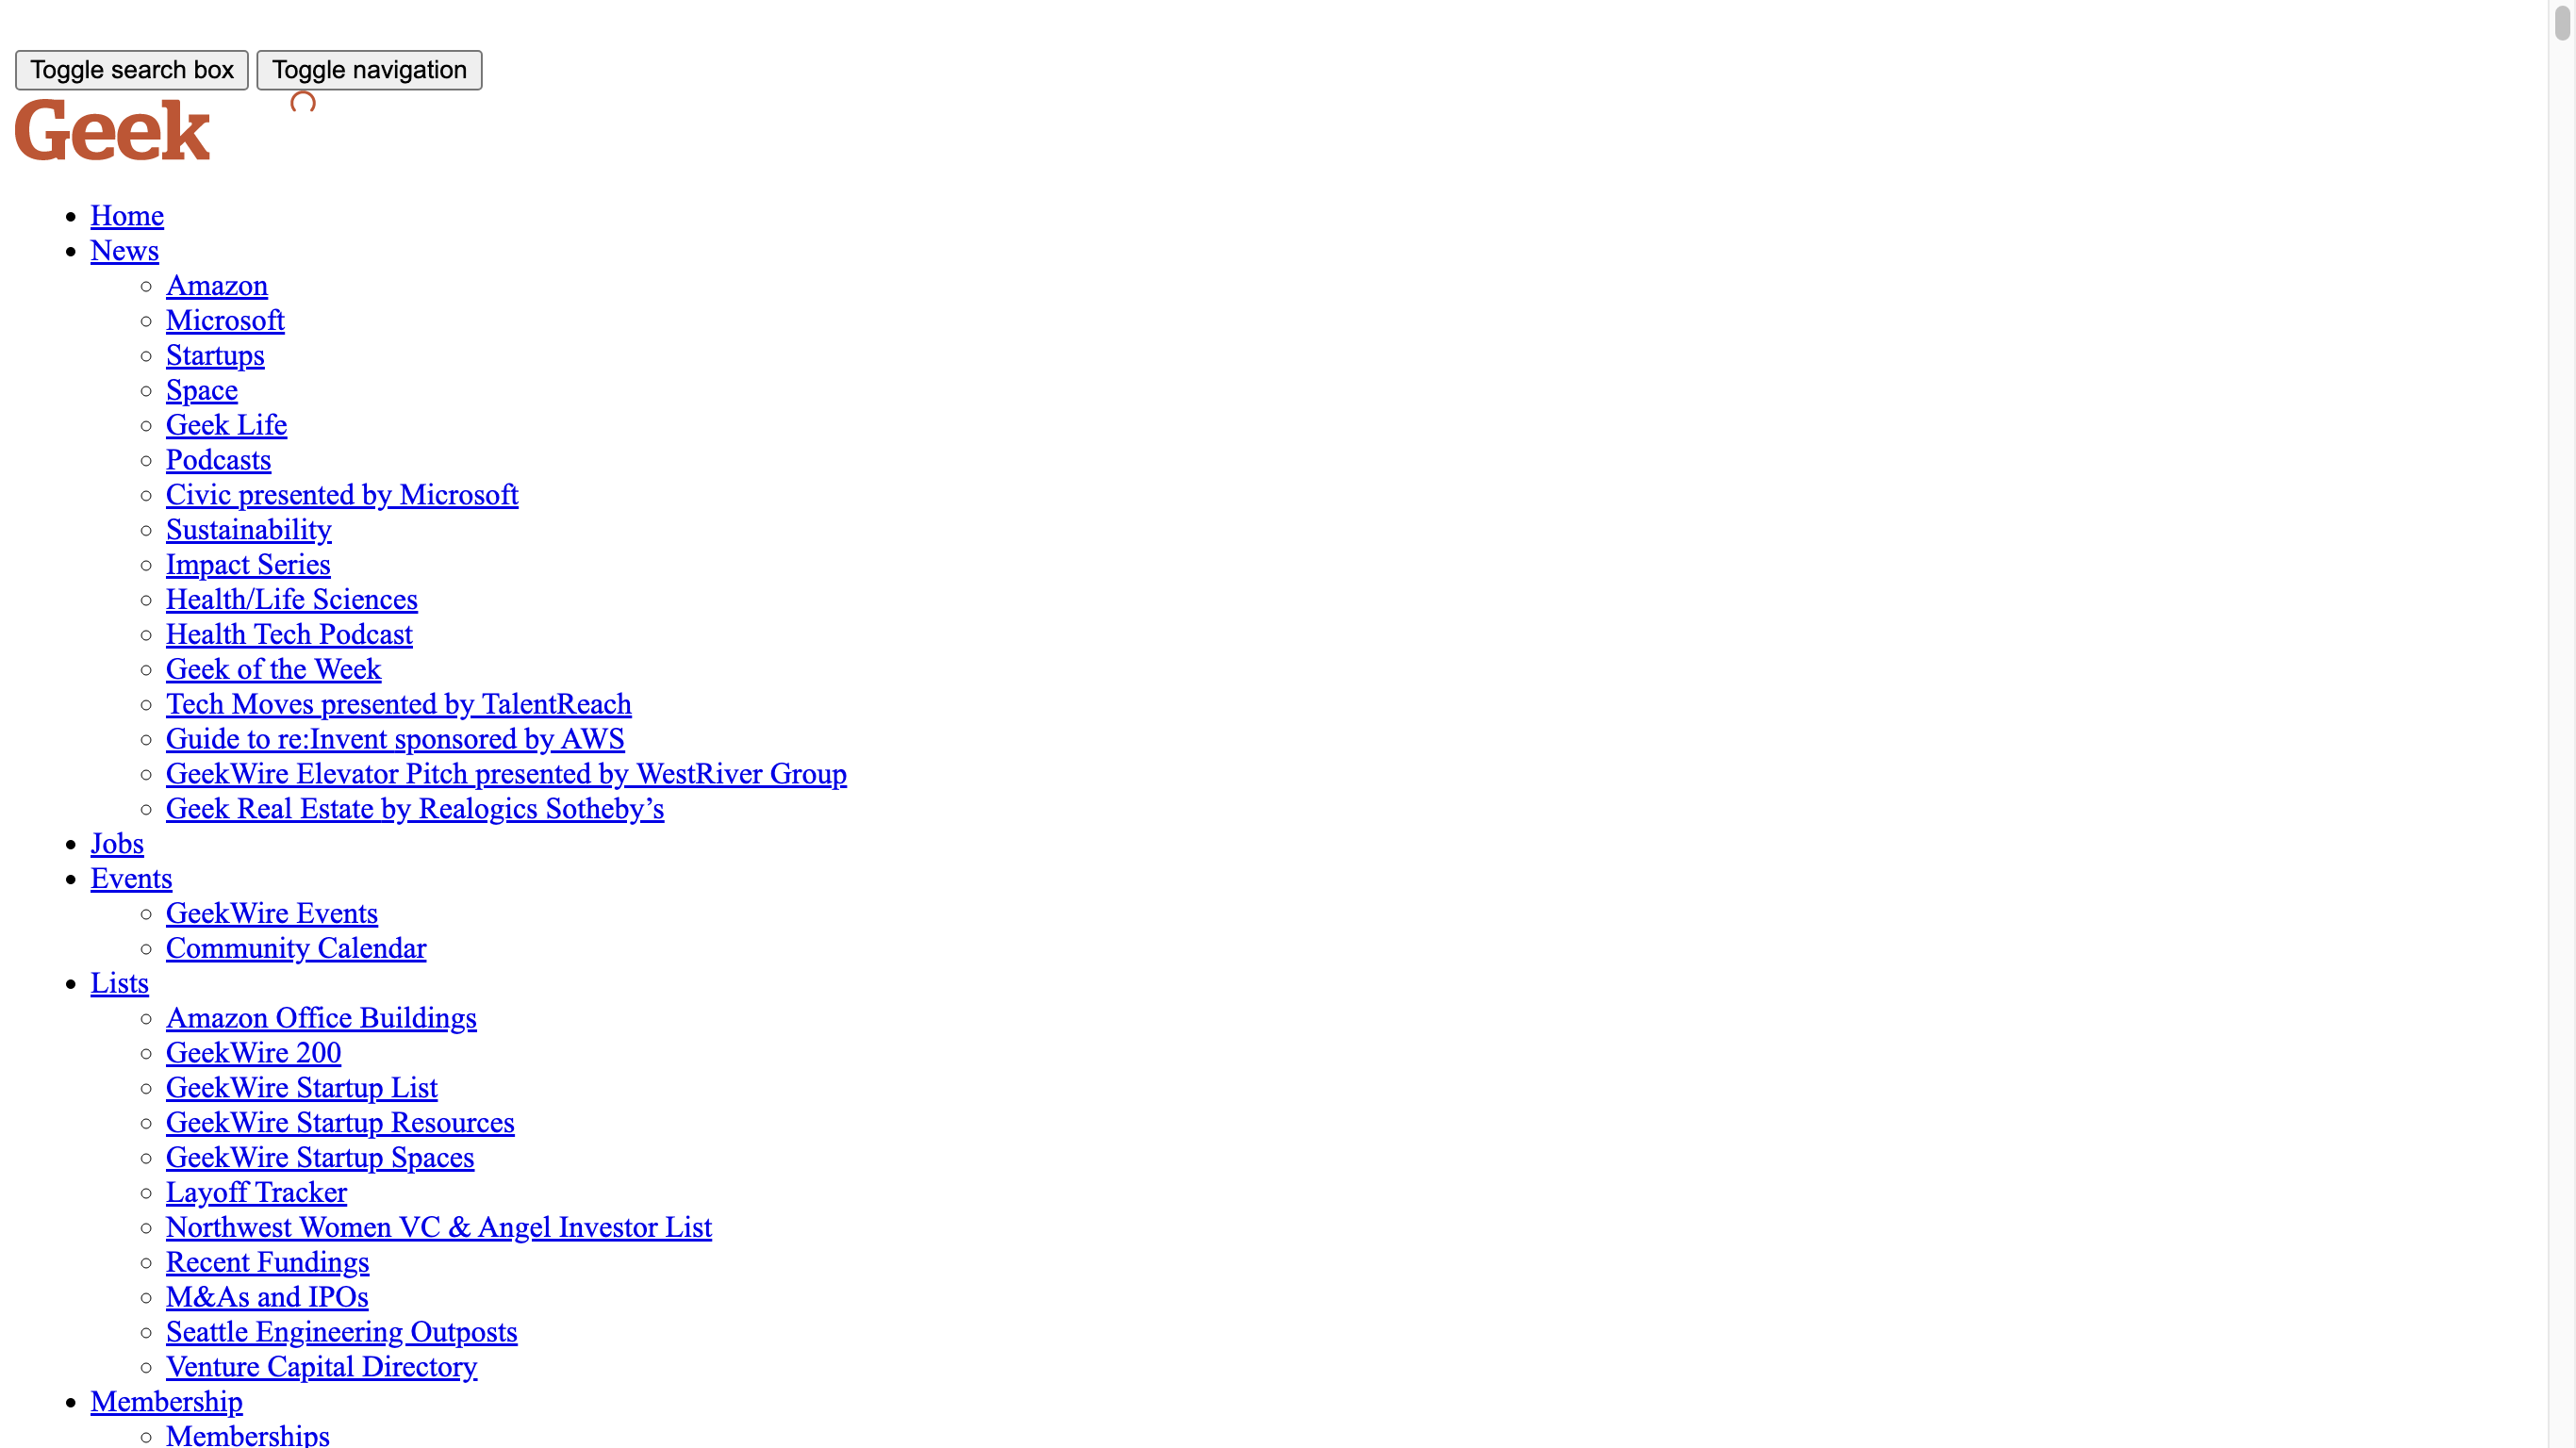 Toggle search box Toggle navigation
Geek
Home
News
Amazon
Microsoft
Startups
Space
Geek Life
Podcasts
Civic presented by Microsoft
Sustainability
Impact Series
Health/Life Sciences
Health Tech Podcast
Geek of the Week
Tech Moves presented by TalentReach
Guide to re:Invent sponsored by AWS
GeekWire Elevator Pitch presented by WestRiver Group
Geek Real Estate by Realogics Sotheby’s
Jobs
Events
GeekWire Events
Community Calendar
Lists
Amazon Office Buildings
GeekWire 200
GeekWire Startup List
GeekWire Startup Resources
GeekWire Startup Spaces
Layoff Tracker
Northwest Women VC & Angel Investor List
Recent Fundings
M&As and IPOs
Seattle Engineering Outposts
Venture Capital Directory
Membership
Memberships